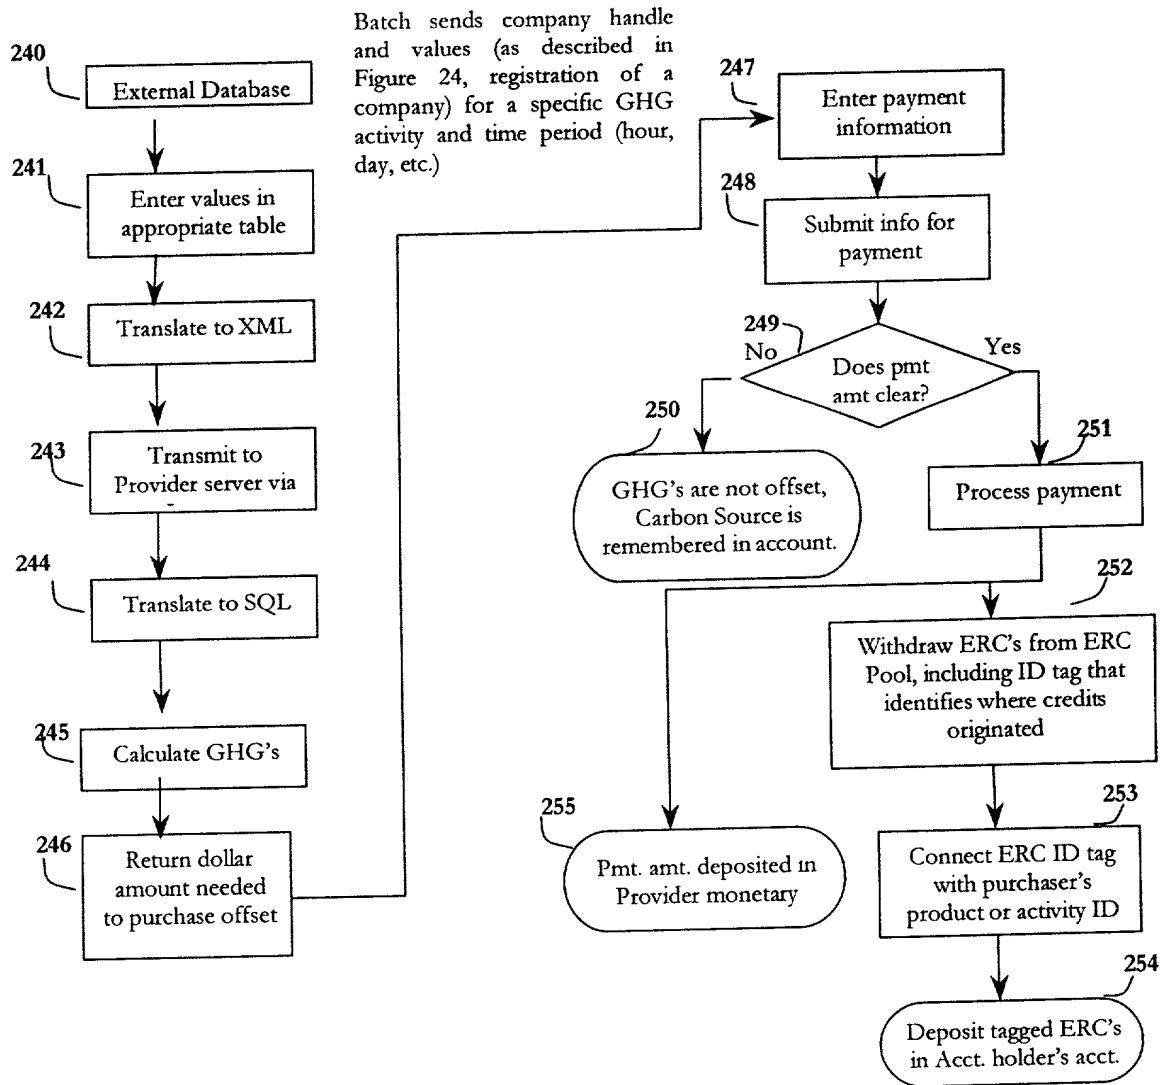 Batch sends company handle
and values (as described in
Figure 24, registration of a
company) for a specific GHG
activity and time period (hour,
day, etc.)
240
External Database
241
Enter values in
appropriate table
242
Translate to XML
243
Transmit to
Provider server via
244
Translate to SQL
245
Calculate GHG's
246
Return dollar
amount needed
to purchase offset
247
Enter payment
information
248
Submit info for
payment
249
No
Yes
Does pmt
amt clear?
250
GHG's are not offset,
Carbon Source is
remembered in account.
251
Process payment
252
Withdraw ERC's from ERC
Pool, including ID tag that
identifies where credits
originated
253
Connect ERC ID tag
with purchaser's
product or activity ID
254
Deposit tagged ERC's
in Acct. holder's acct.
255
Pmt. amt. deposited in
Provider monetary